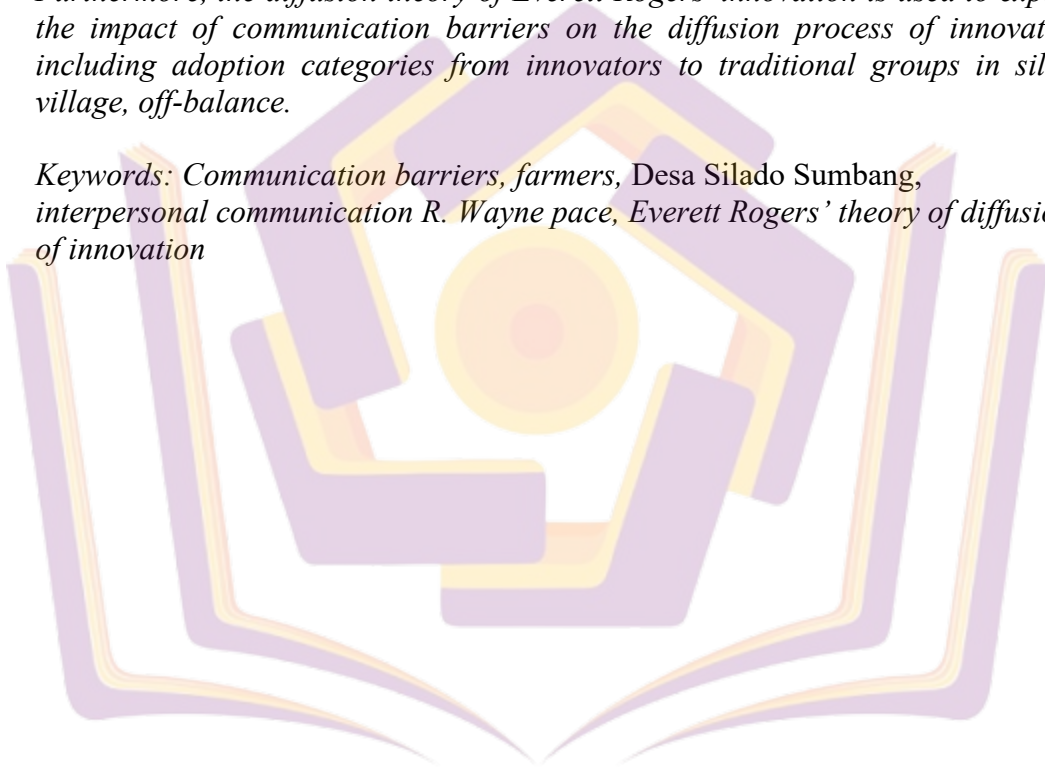 the impact of communication barriers on the diffusion process of innovat
including adoption categories from innovators to traditional groups in sil
village, off-balance.
Keywords: Communication barriers, farmers, Desa Silado Sumbang,
interpersonal communication R. Wayne pace, Everett Rogers’ theory of diffusio
of innovation